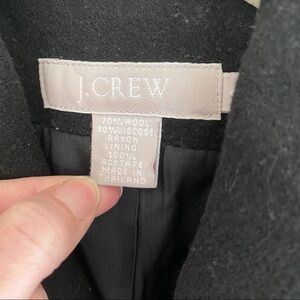 J.CREW
70% WOOL
30% VISCOSE
RAYON
LINING:
100%
ACETATE
MADE IN
THAILAND